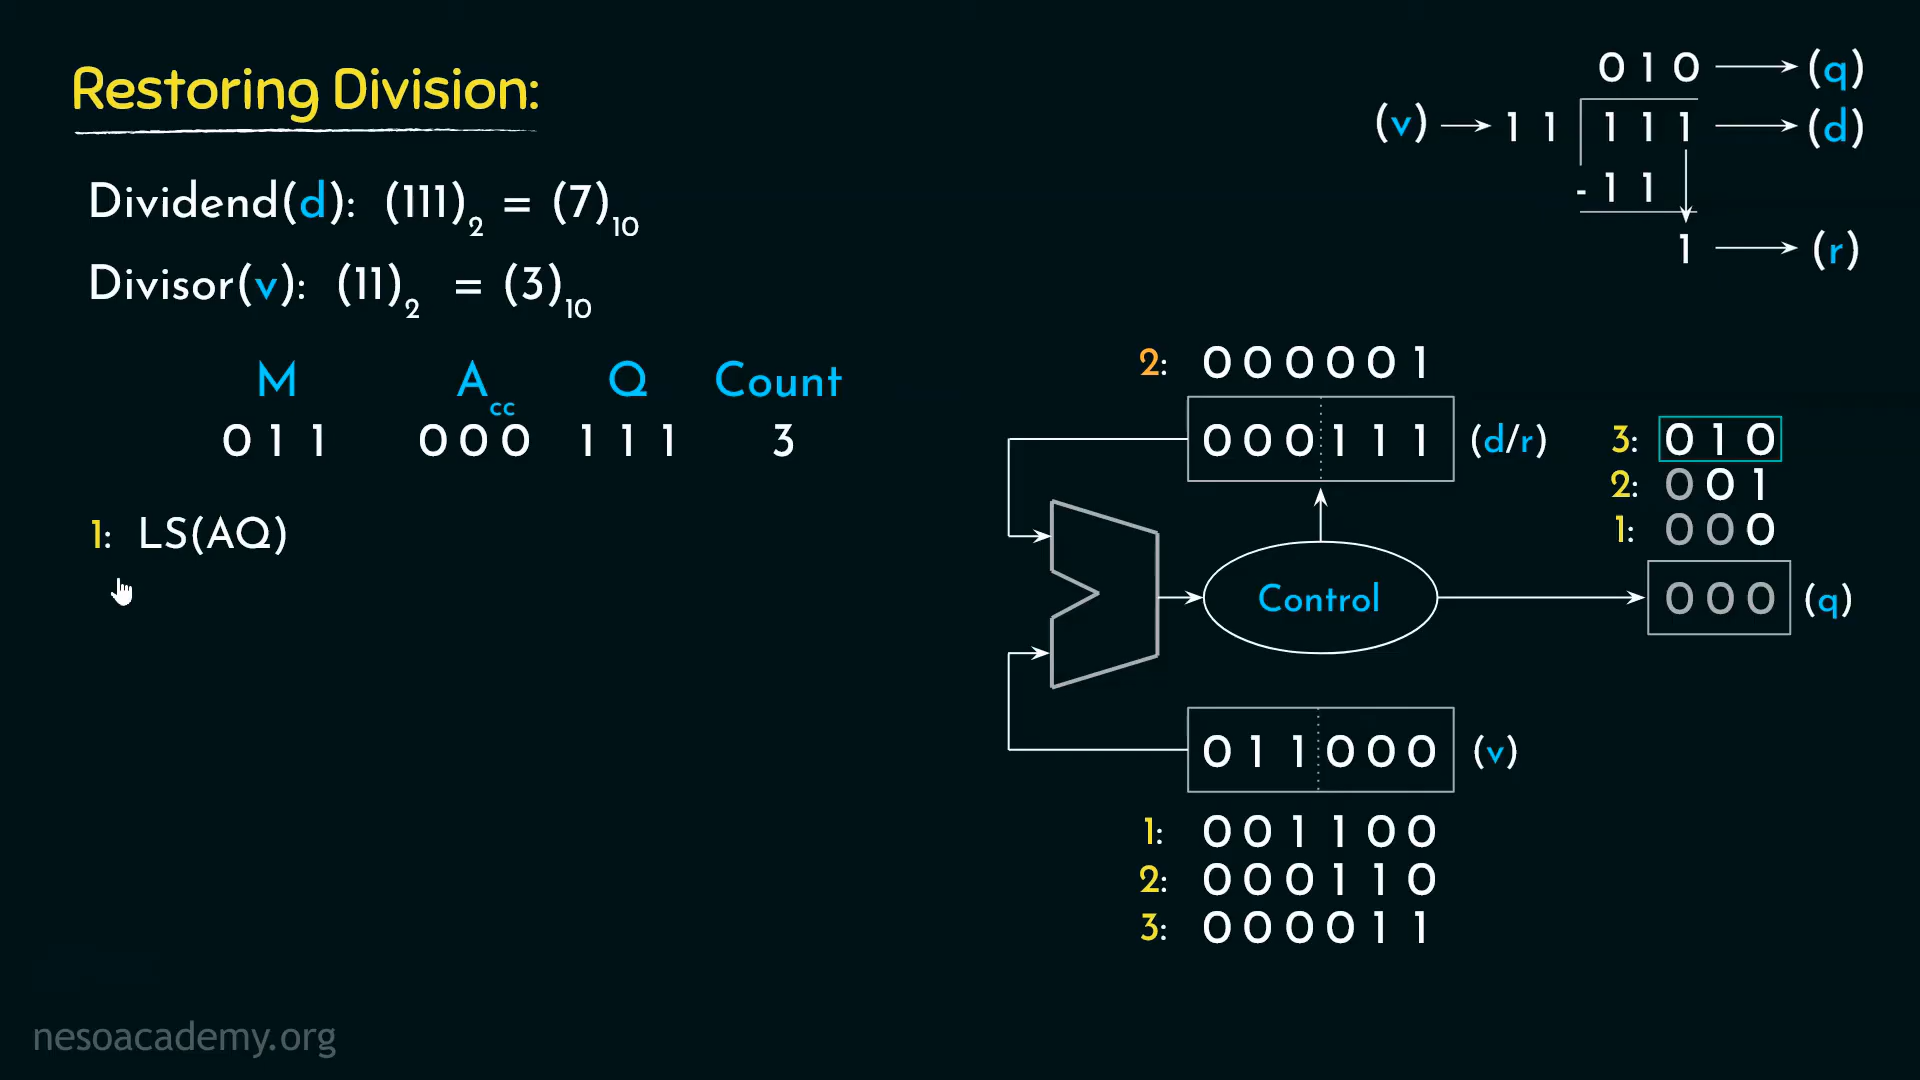 Restoring Division:
Dividend(d): (111)₂ = (7)₁₀
Divisor(v): (11)₂ = (3)₁₀
M A_cc Q Count
0 1 1 0 0 0 1 1 1 3
1: LS(AQ)
0 1 0 (q)
(v) 1 1 1 1 1 (d)
- 1 1
1 (r)
2: 0 0 0 0 0 1
0 0 0 1 1 1 (d/r)
3: 0 1 0
2: 0 0 1
1: 0 0 0
Control
0 0 0 (q)
0 1 1 0 0 0 (v)
1: 0 0 1 1 0 0
2: 0 0 0 1 1 0
3: 0 0 0 0 1 1
nesoacademy.org